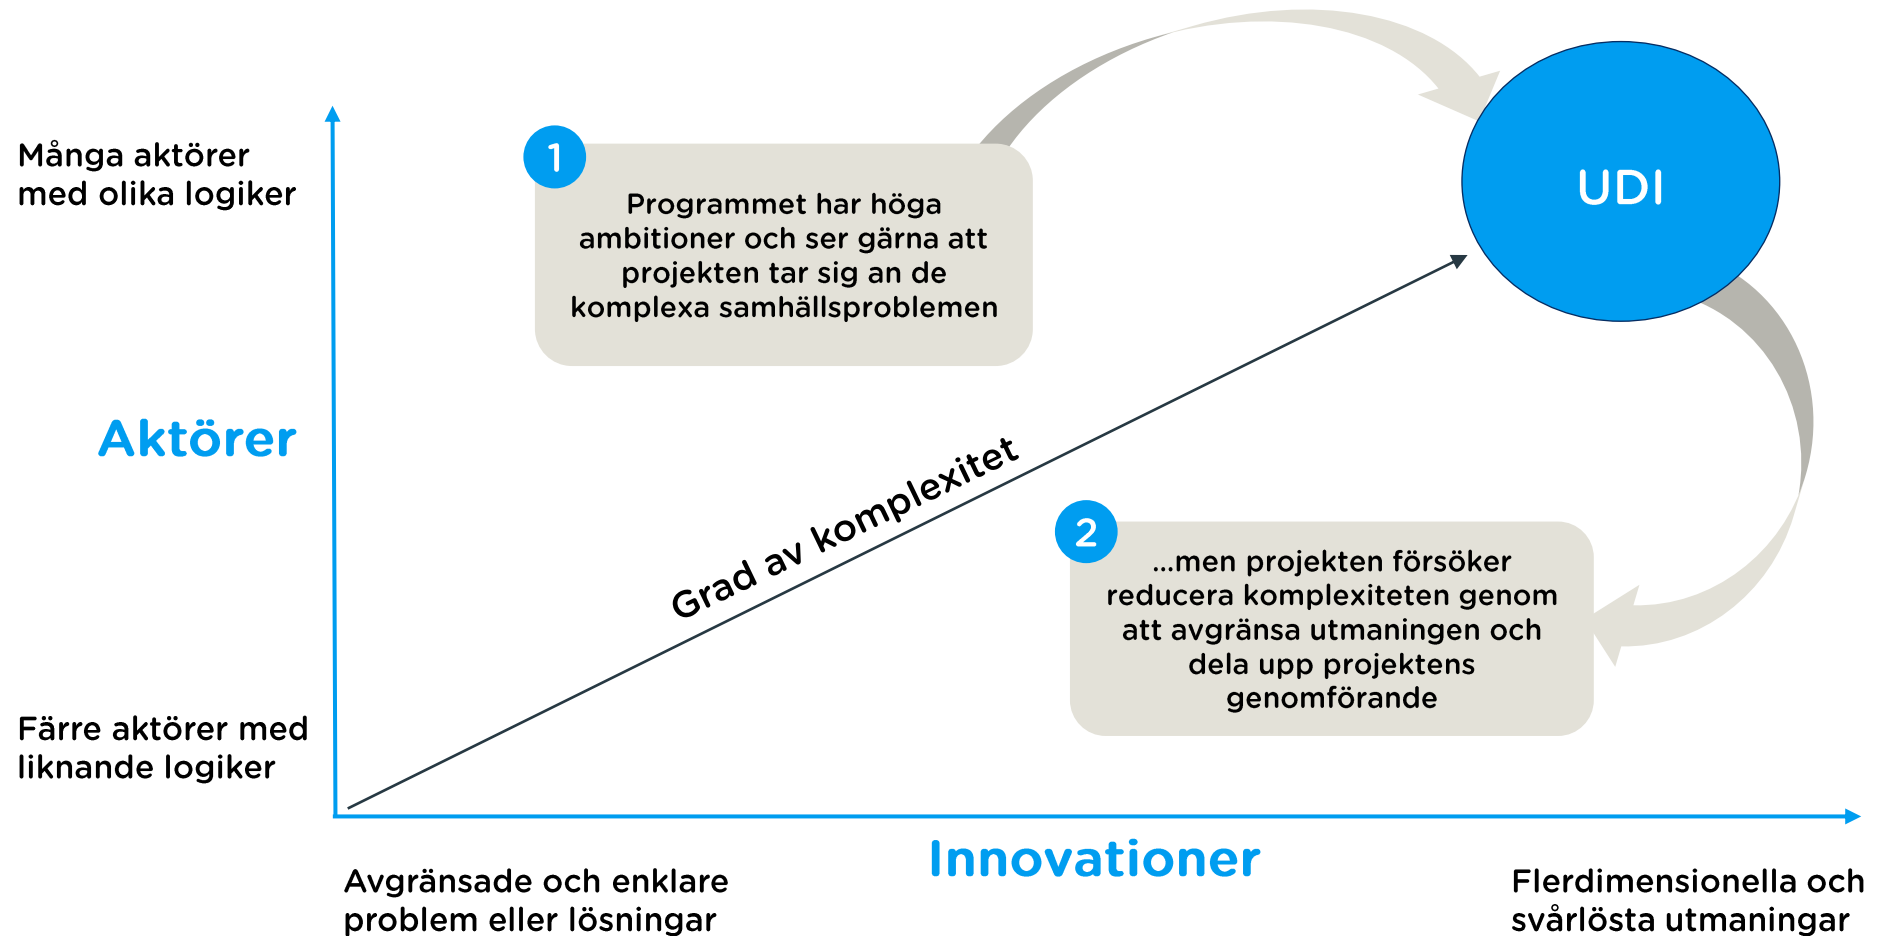 Många aktörer
med olika logiker
1
Programmet har höga
ambitioner och ser gärna att
projekten tar sig an de
komplexa samhällsproblemen
UDI
Aktörer
Grad av komplexitet
2
...men projekten försöker
reducera komplexiteten genom
att avgränsa utmaningen och
dela upp projektens
genomförande
Färre aktörer med
liknande logiker
Innovationer
Avgränsade och enklare
problem eller lösningar
Flerdimensionella och
svårlösta utmaningar